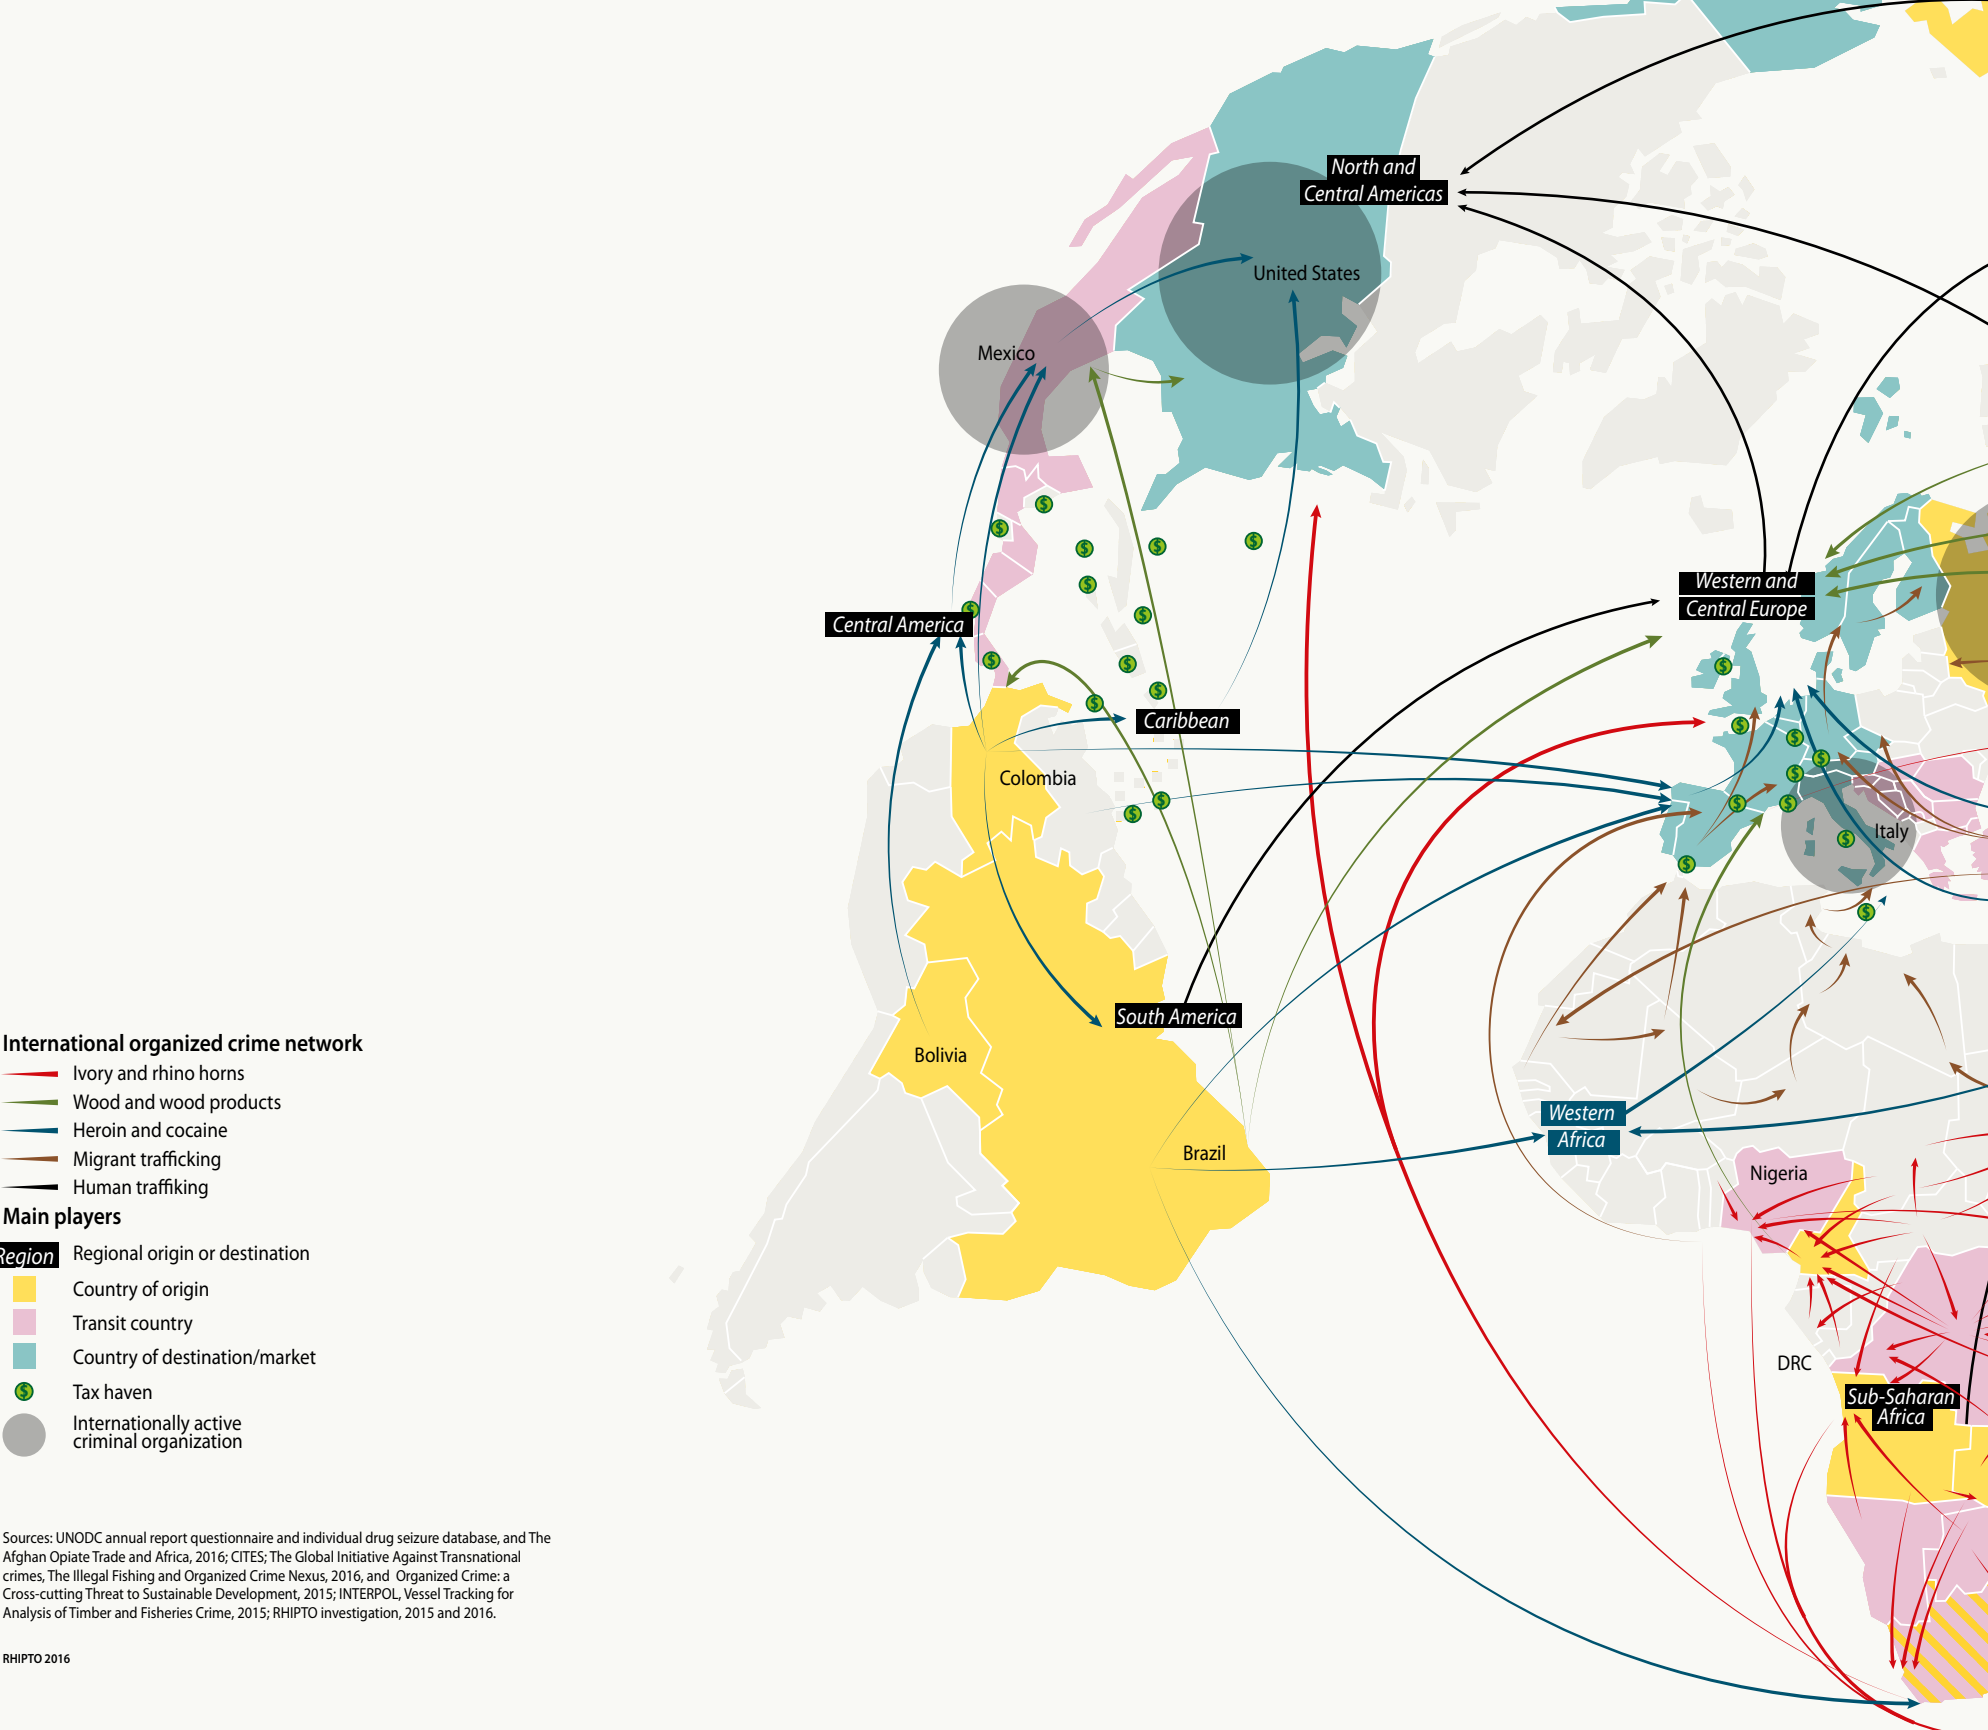 North and
Central Americas
United States
Mexico
Western and
Central Europe
Central America
Caribbean
Colombia
Italy
South America
Bolivia
Western
Africa
Brazil
Nigeria
DRC
Sub-Saharan
Africa
International organized crime network
Ivory and rhino horns
Wood and wood products
Heroin and cocaine
Migrant trafficking
Human traffiking
Main players
Region
Regional origin or destination
Country of origin
Transit country
Country of destination/market
$
Tax haven
Internationally active
criminal organization
Sources: UNODC annual report questionnaire and individual drug seizure database, and The
Afghan Opiate Trade and Africa, 2016; CITES; The Global Initiative Against Transnational
crimes, The Illegal Fishing and Organized Crime Nexus, 2016, and Organized Crime: a
Cross-cutting Threat to Sustainable Development, 2015; INTERPOL, Vessel Tracking for
Analysis of Timber and Fisheries Crime, 2015; RHIPTO investigation, 2015 and 2016.
RHIPTO 2016